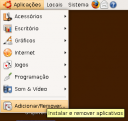 Aplicações Locais Sistema
Acessórios
Escritório
Gráficos
Internet
Jogos
Programação
Som & Vídeo
Adicionar/Remover...
Instalar e remover aplicativos